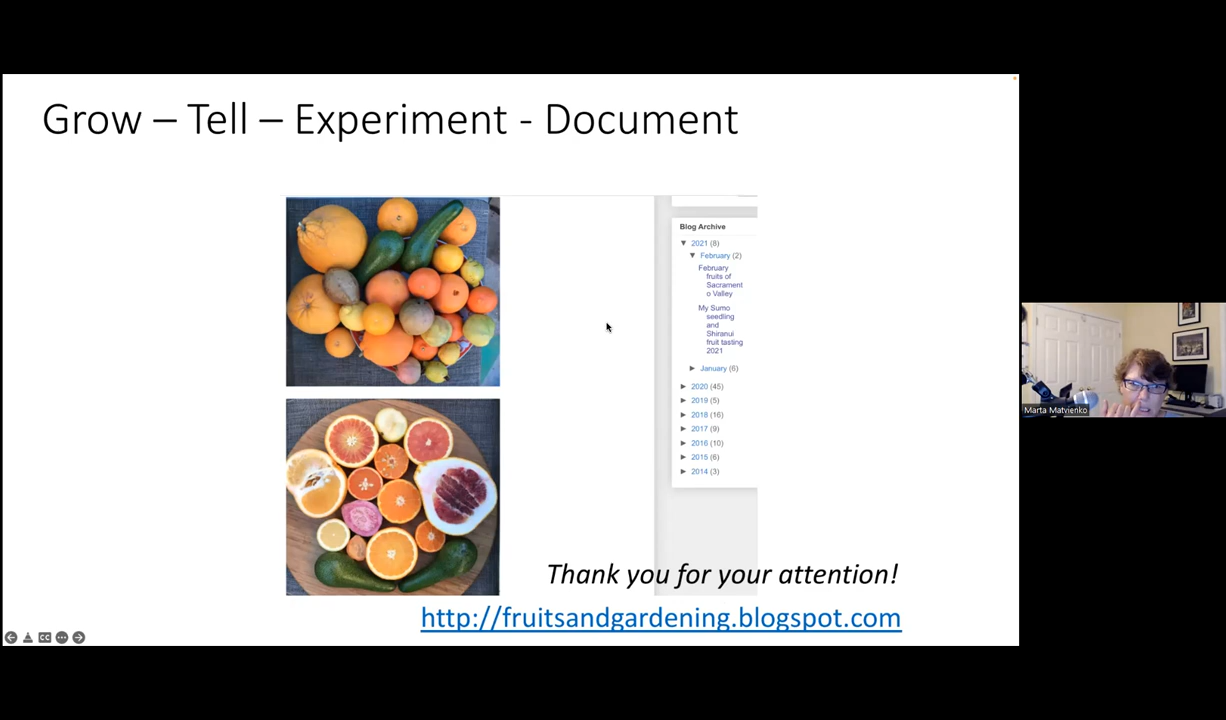 Grow – Tell – Experiment - Document
Blog Archive
▼ 2021 (8)
▼ February (2)
February
fruits of
Sacrament
o Valley
My Sumo
seedling
and
Shiranui
fruit tasting
2021
► January (6)
► 2020 (45)
► 2019 (5)
► 2018 (16)
► 2017 (9)
► 2016 (10)
► 2015 (6)
► 2014 (3)
Thank you for your attention!
http://fruitsandgardening.blogspot.com
CC
Marta Matvienko